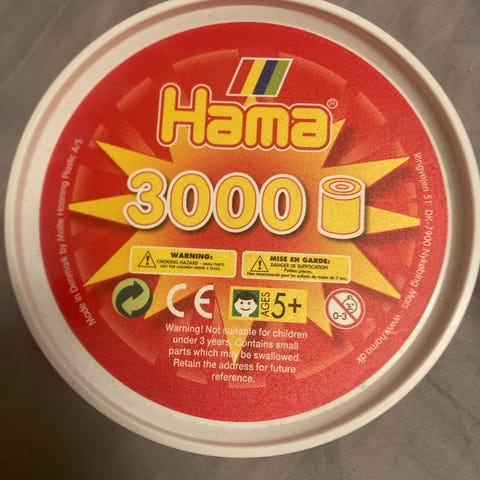 Hama®
3000
WARNING:
CHOKING HAZARD - SMALL PARTS.
NOT FOR CHILDREN UNDER 3 YEARS.
MISE EN GARDE:
DANGER DE SUFFOCATION
- Petites pièces.
CE
AGES
5+
0-3
Warning! Not suitable for children
under 3 years. Contains small
parts which may be swallowed.
Retain the address for future
reference.
Made in Denmark by Malte Haaning Plastic A/S
Ringvejen 51, DK-7900 Nykøbing Mors
www.hama.dk